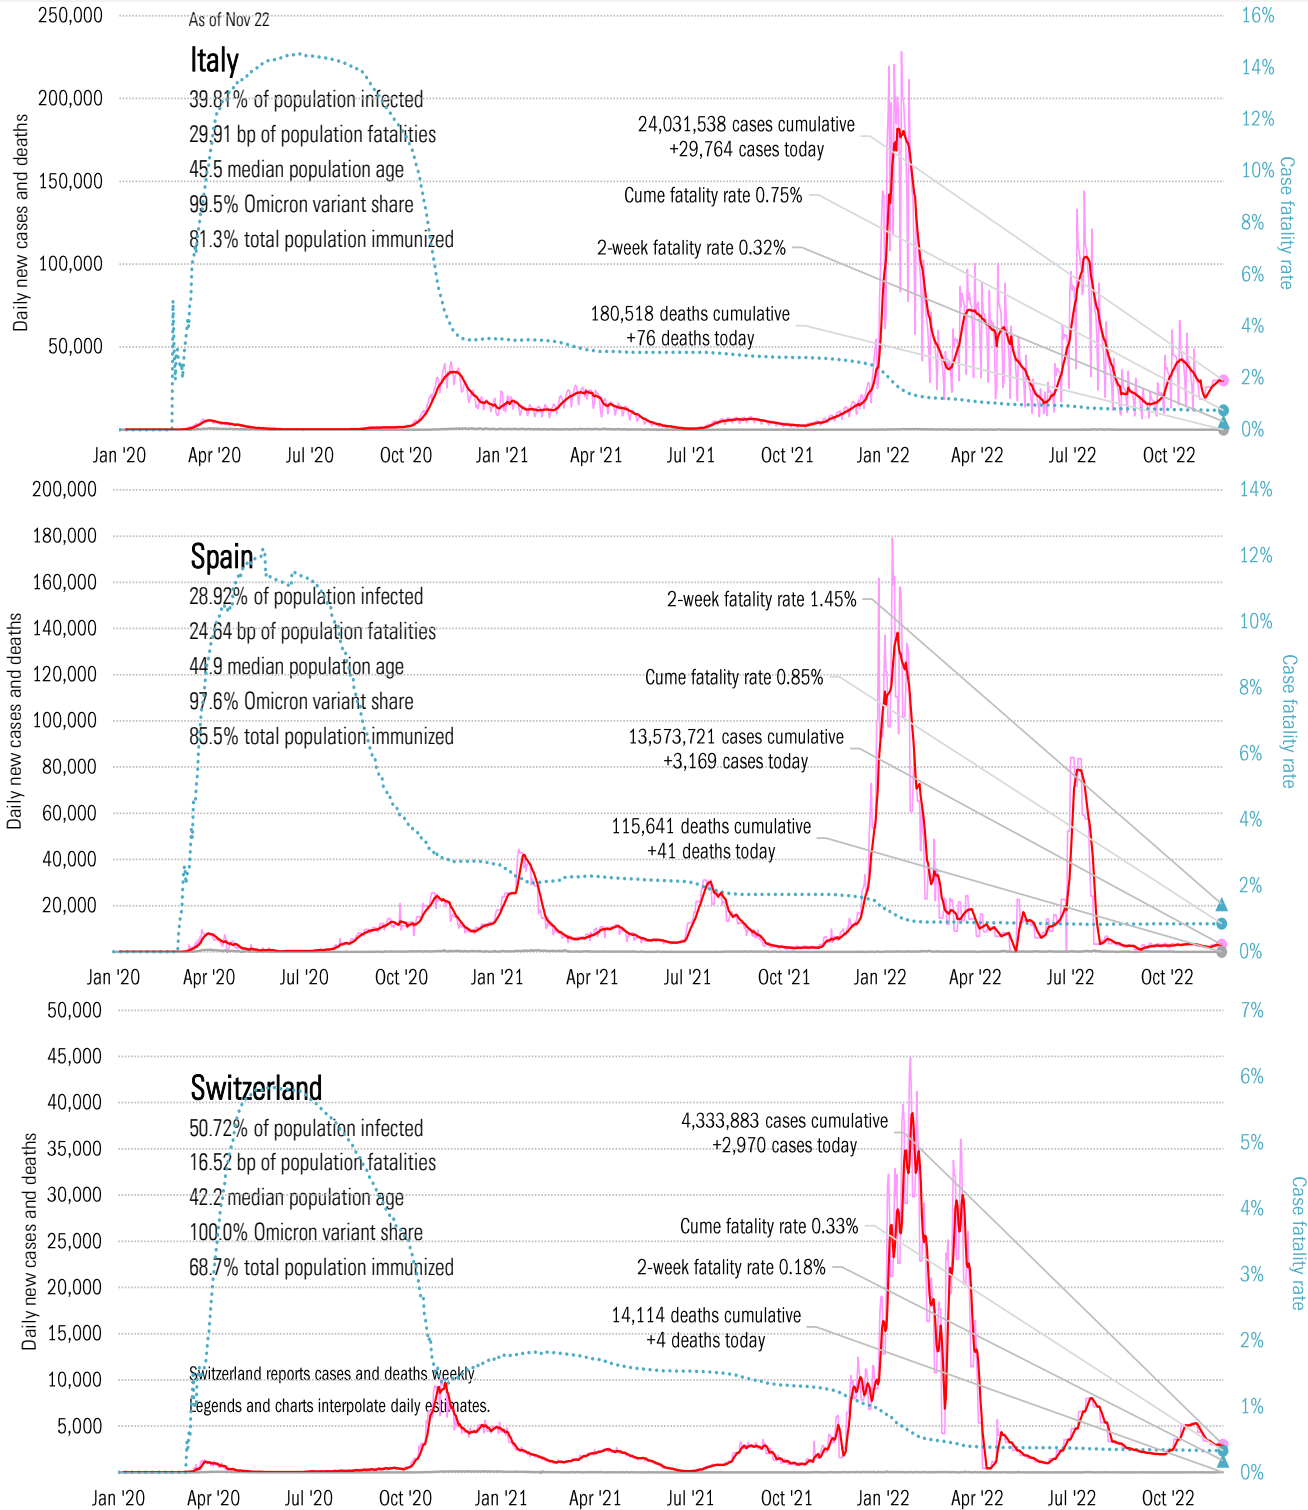 As of Nov 22
Italy
39.81% of population infected
29.91 bp of population fatalities
45.5 median population age
99.5% Omicron variant share
81.3% total population immunized
24,031,538 cases cumulative
+29,764 cases today
Cume fatality rate 0.75%
2-week fatality rate 0.32%
180,518 deaths cumulative
+76 deaths today
Daily new cases and deaths
250,000
200,000
150,000
100,000
50,000
Case fatality rate
16%
14%
12%
10%
8%
6%
4%
2%
0%
Jan '20 Apr '20 Jul '20 Oct '20 Jan '21 Apr '21 Jul '21 Oct '21 Jan '22 Apr '22 Jul '22 Oct '22
Spain
28.92% of population infected
24.64 bp of population fatalities
44.9 median population age
97.6% Omicron variant share
85.5% total population immunized
2-week fatality rate 1.45%
Cume fatality rate 0.85%
13,573,721 cases cumulative
+3,169 cases today
115,641 deaths cumulative
+41 deaths today
Daily new cases and deaths
200,000
180,000
160,000
140,000
120,000
100,000
80,000
60,000
40,000
20,000
Case fatality rate
14%
12%
10%
8%
6%
4%
2%
0%
Jan '20 Apr '20 Jul '20 Oct '20 Jan '21 Apr '21 Jul '21 Oct '21 Jan '22 Apr '22 Jul '22 Oct '22
Switzerland
50.72% of population infected
16.52 bp of population fatalities
42.2 median population age
100.0% Omicron variant share
68.7% total population immunized
Switzerland reports cases and deaths weekly
Legends and charts interpolate daily estimates.
4,333,883 cases cumulative
+2,970 cases today
Cume fatality rate 0.33%
2-week fatality rate 0.18%
14,114 deaths cumulative
+4 deaths today
Daily new cases and deaths
50,000
45,000
40,000
35,000
30,000
25,000
20,000
15,000
10,000
5,000
Case fatality rate
7%
6%
5%
4%
3%
2%
1%
0%
Jan '20 Apr '20 Jul '20 Oct '20 Jan '21 Apr '21 Jul '21 Oct '21 Jan '22 Apr '22 Jul '22 Oct '22